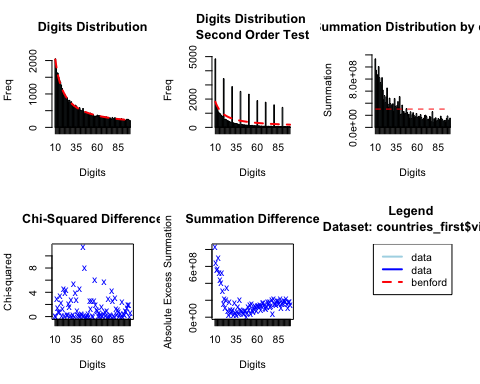 Digits Distribution
Freq
0
1000
2000
10 35 60 85
Digits
Digits Distribution
Second Order Test
Freq
0
2000
5000
10 35 60 85
Digits
Summation Distribution by
Summation
0.0e+00
8.0e+08
10 35 60 85
Digits
Chi-Squared Difference
Chi-squared
0
4
8
10 35 60 85
Digits
Summation Difference
Absolute Excess Summation
0e+00
6e+08
10 35 60 85
Digits
Legend
Dataset: countries_first$vi
data
data
benford